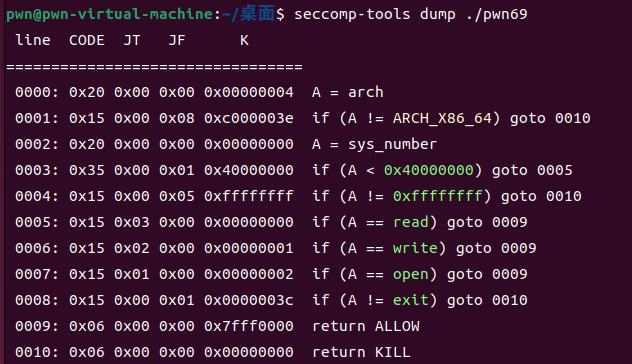 pwn@pwn-virtual-machine:~/桌面$ seccomp-tools dump ./pwn69
 line  CODE  JT   JF      K
=================================
 0000: 0x20 0x00 0x00 0x00000004  A = arch
 0001: 0x15 0x00 0x08 0xc000003e  if (A != ARCH_X86_64) goto 0010
 0002: 0x20 0x00 0x00 0x00000000  A = sys_number
 0003: 0x35 0x00 0x01 0x40000000  if (A < 0x40000000) goto 0005
 0004: 0x15 0x00 0x05 0xffffffff  if (A != 0xffffffff) goto 0010
 0005: 0x15 0x03 0x00 0x00000000  if (A == read) goto 0009
 0006: 0x15 0x02 0x00 0x00000001  if (A == write) goto 0009
 0007: 0x15 0x01 0x00 0x00000002  if (A == open) goto 0009
 0008: 0x15 0x00 0x01 0x0000003c  if (A != exit) goto 0010
 0009: 0x06 0x00 0x00 0x7fff0000  return ALLOW
 0010: 0x06 0x00 0x00 0x00000000  return KILL